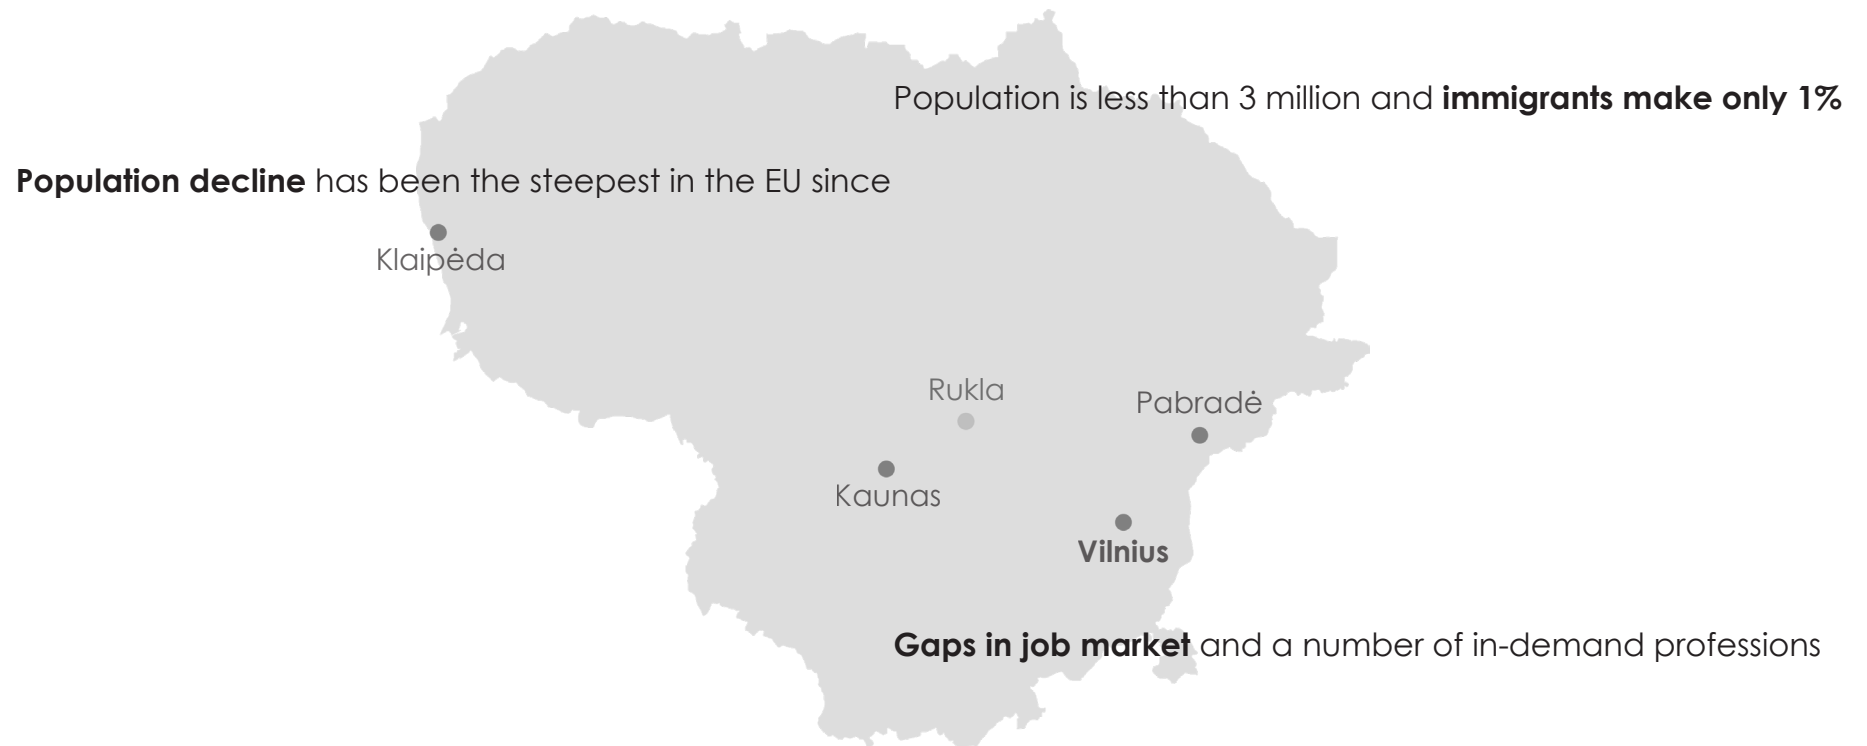 Population is less than 3 million and immigrants make only 1%
Population decline has been the steepest in the EU since
Klaipėda
Rukla
Pabradė
Kaunas
Vilnius
Gaps in job market and a number of in-demand professions